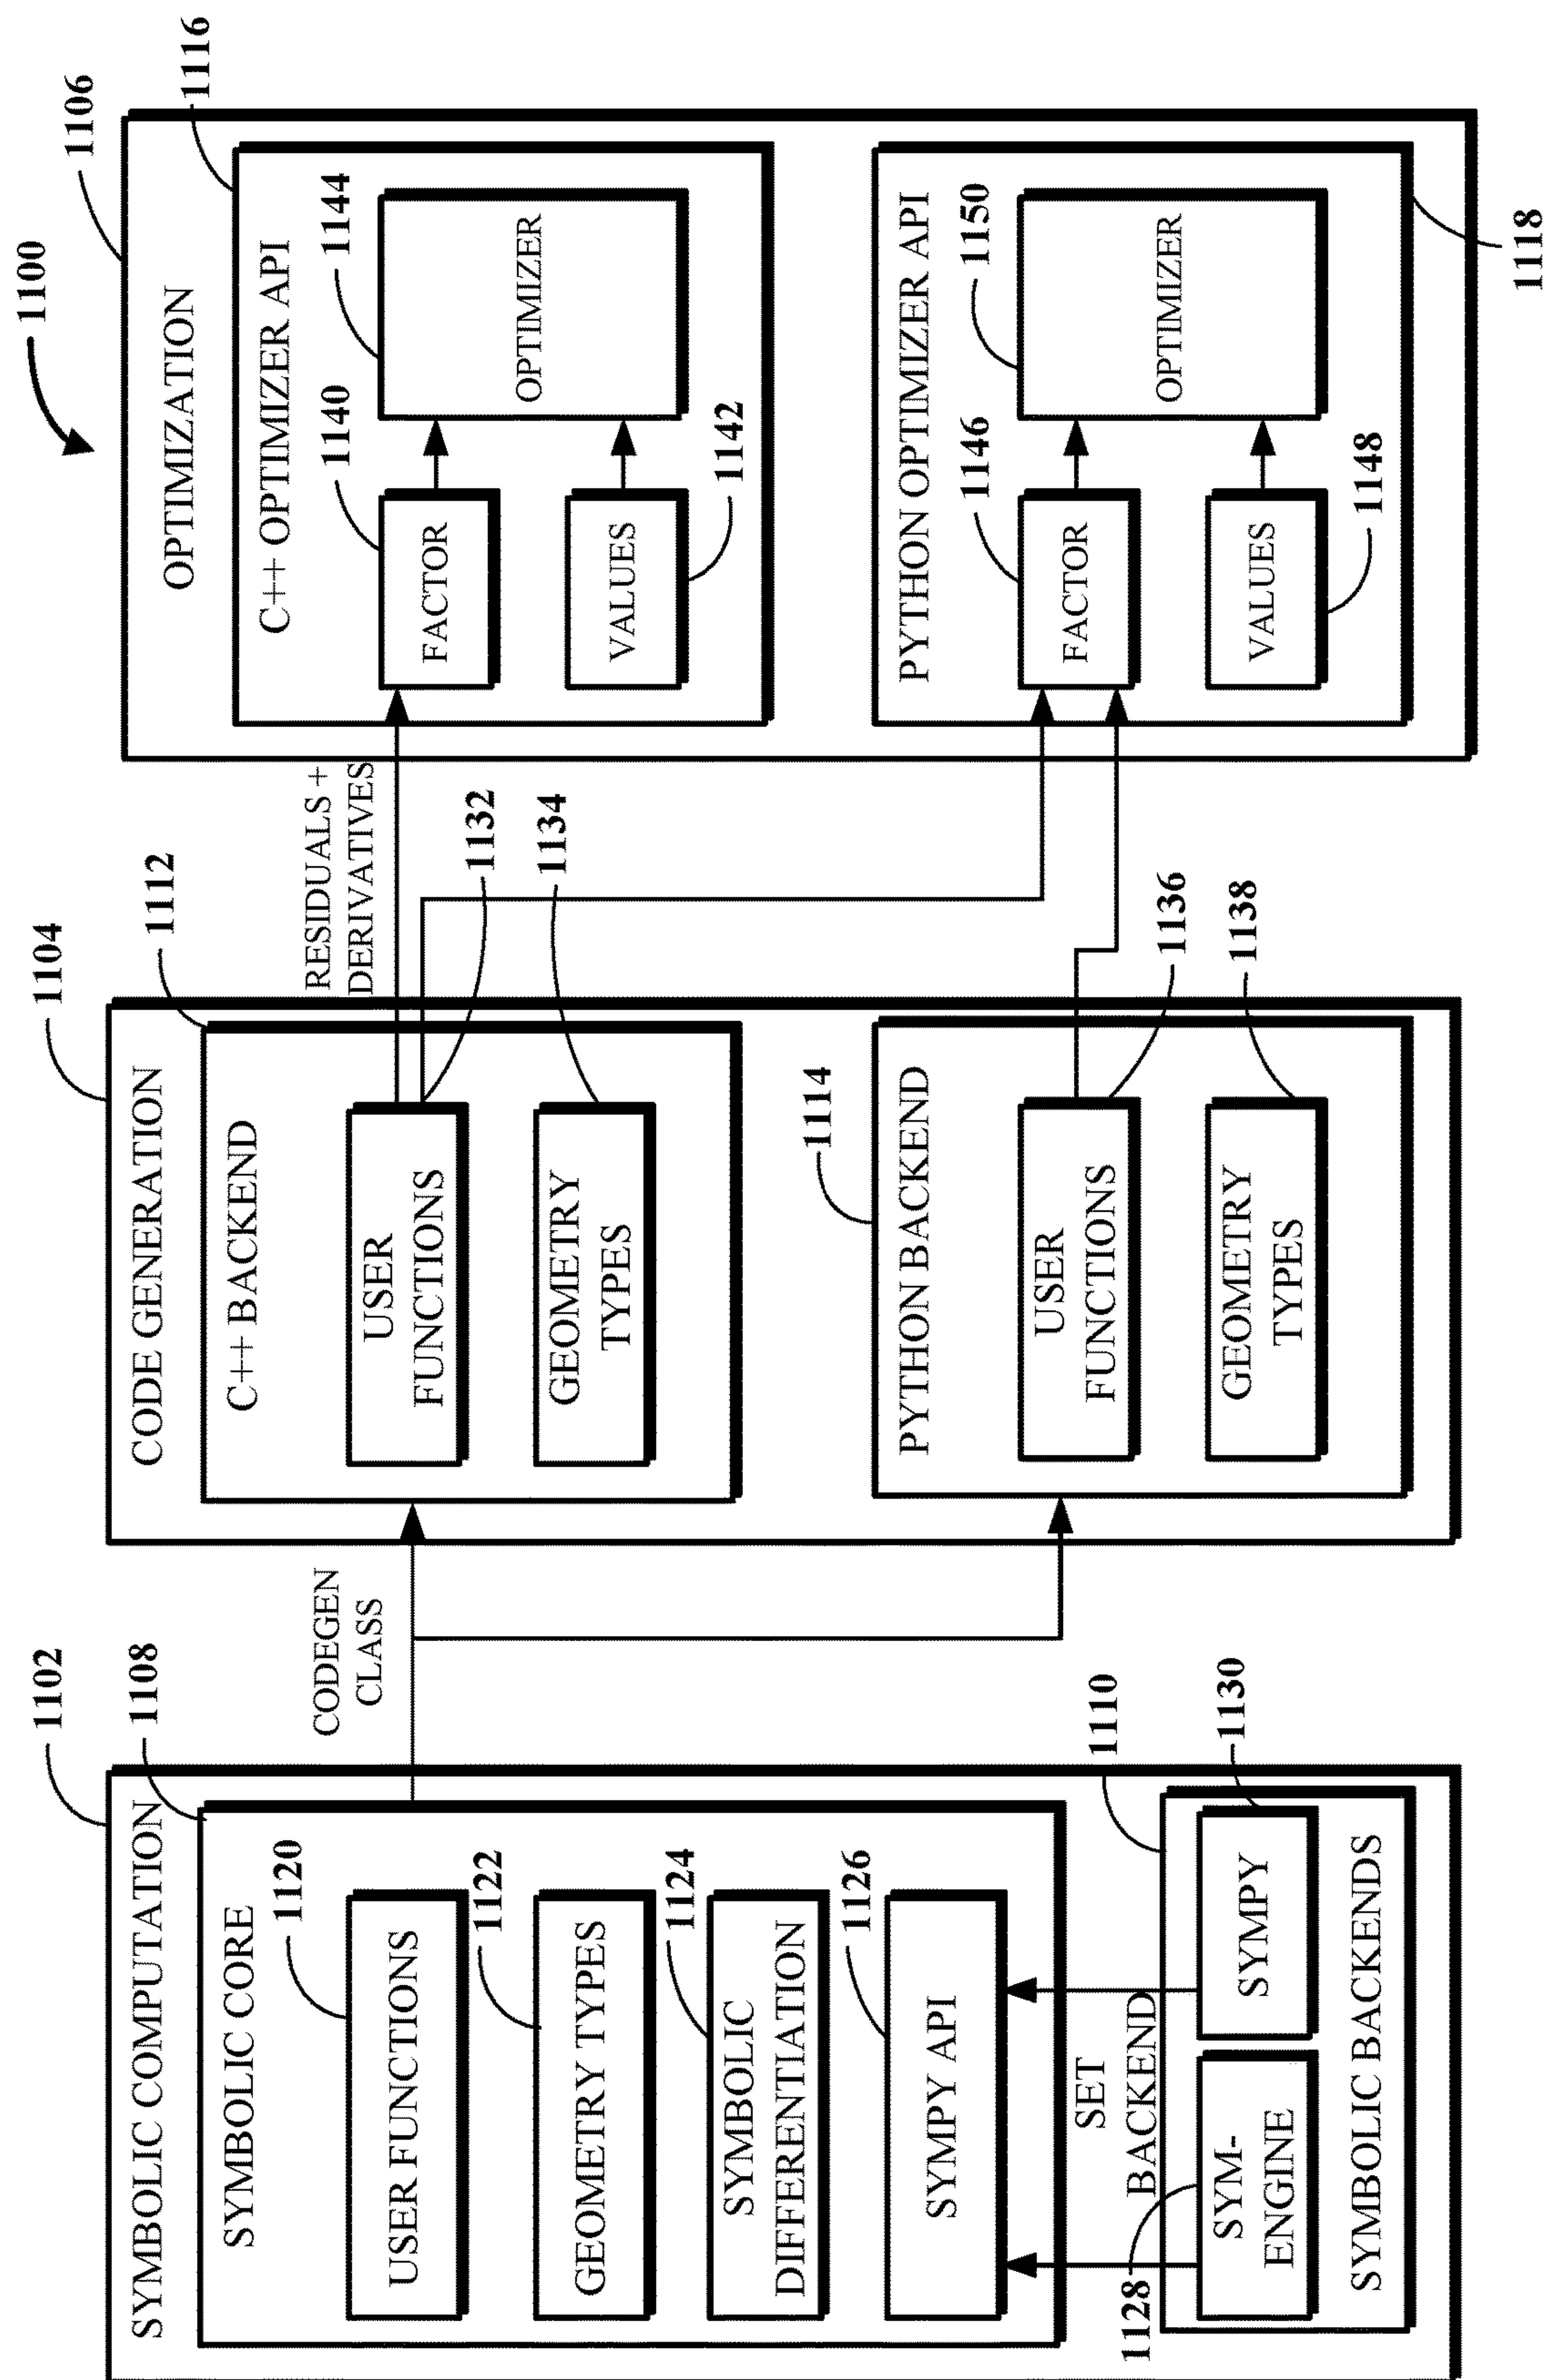 1100
1102
SYMBOLIC COMPUTATION
1108
SYMBOLIC CORE
1120
USER FUNCTIONS
1122
GEOMETRY TYPES
1124
SYMBOLIC
DIFFERENTIATION
1126
SYMPY API
SET
BACKEND
1110
1128
SYM-
ENGINE
1130
SYMPY
SYMBOLIC BACKENDS
CODEGEN
CLASS
1104
CODE GENERATION
1112
C++ BACKEND
USER
FUNCTIONS
1132
GEOMETRY
TYPES
1134
1114
PYTHON BACKEND
USER
FUNCTIONS
1136
GEOMETRY
TYPES
1138
RESIDUALS +
DERIVATIVES
1106
OPTIMIZATION
1116
C++ OPTIMIZER API
1140
FACTOR
1142
VALUES
1144
OPTIMIZER
PYTHON OPTIMIZER API
1146
FACTOR
1148
VALUES
1150
OPTIMIZER
1118